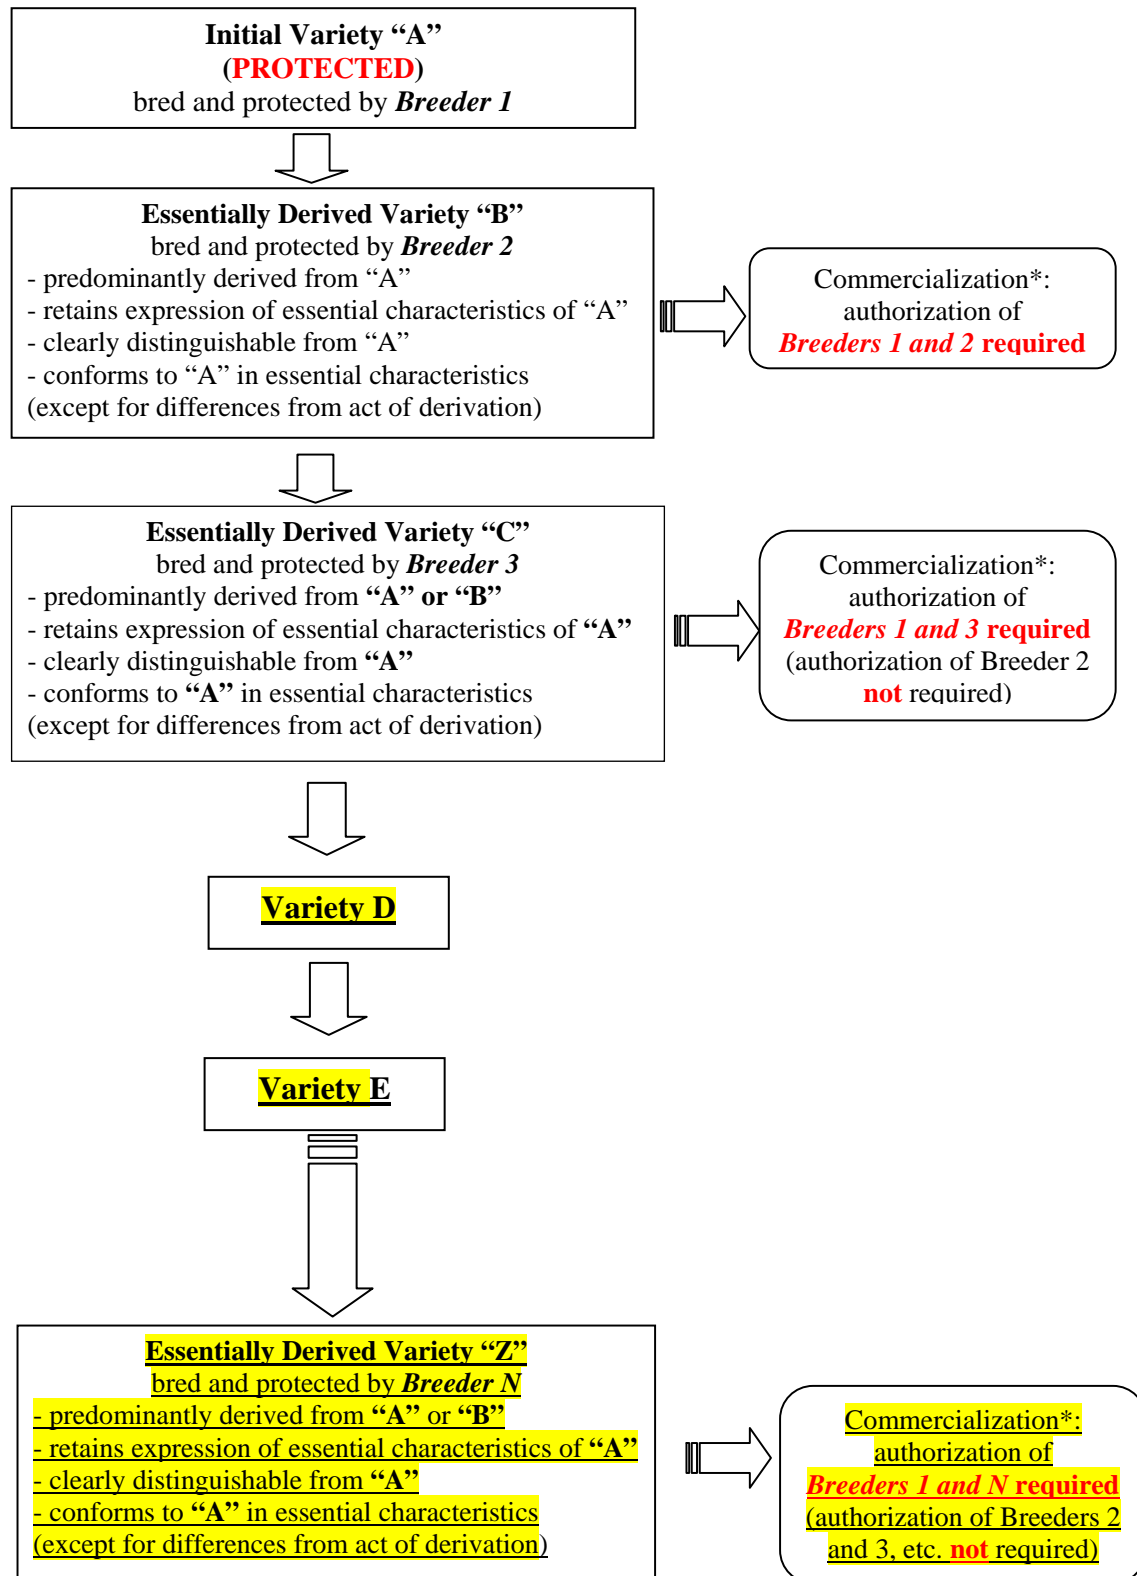 Initial Variety “A”
(PROTECTED)
bred and protected by Breeder 1
Essentially Derived Variety “B”
bred and protected by Breeder 2
- predominantly derived from “A”
- retains expression of essential characteristics of “A”
- clearly distinguishable from “A”
- conforms to “A” in essential characteristics
(except for differences from act of derivation)
Commercialization*:
authorization of
Breeders 1 and 2 required
Essentially Derived Variety “C”
bred and protected by Breeder 3
- predominantly derived from “A” or “B”
- retains expression of essential characteristics of “A”
- clearly distinguishable from “A”
- conforms to “A” in essential characteristics
(except for differences from act of derivation)
Commercialization*:
authorization of
Breeders 1 and 3 required
(authorization of Breeder 2
not required)
Variety D
Variety E
Essentially Derived Variety “Z”
bred and protected by Breeder N
- predominantly derived from “A” or “B”
- retains expression of essential characteristics of “A”
- clearly distinguishable from “A”
- conforms to “A” in essential characteristics
(except for differences from act of derivation)
Commercialization*:
authorization of
Breeders 1 and N required
(authorization of Breeders 2
and 3, etc. not required)